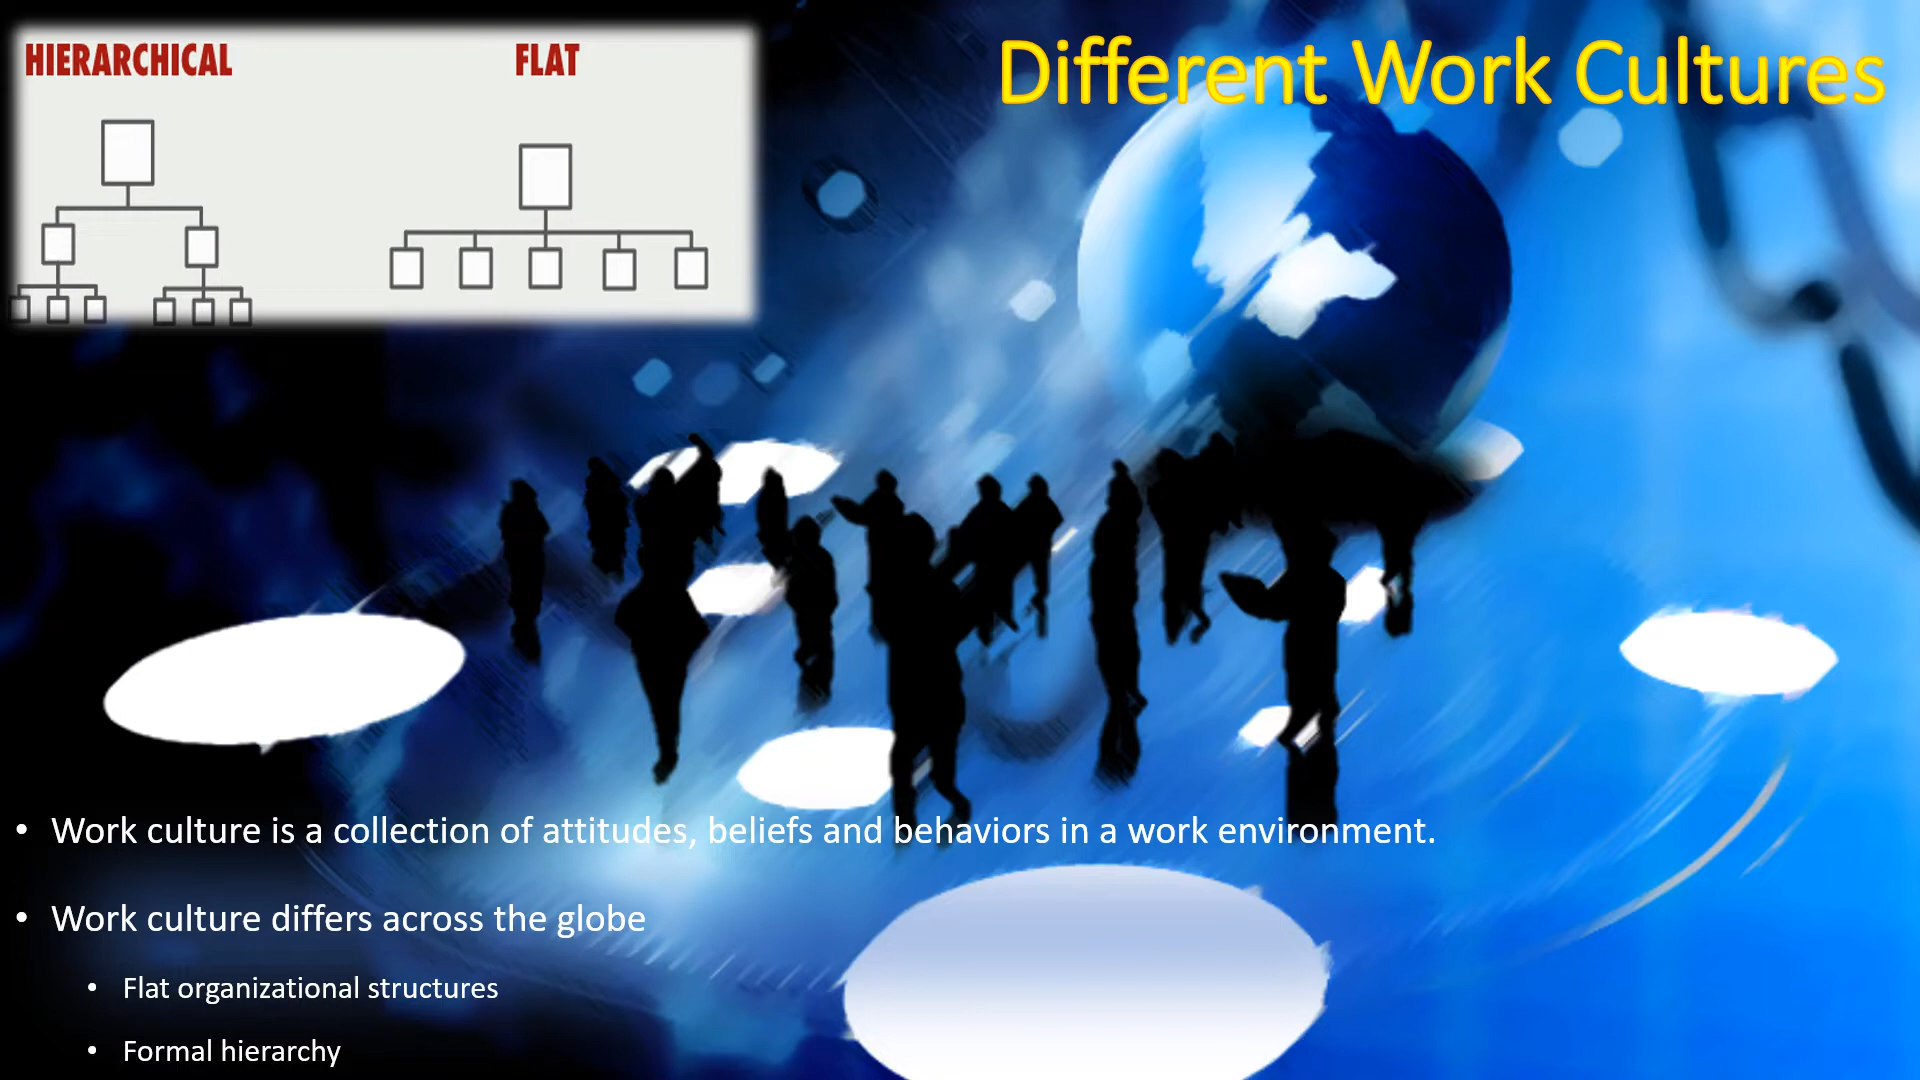 HIERARCHICAL
FLAT
Different Work Cultures
• Work culture is a collection of attitudes, beliefs and behaviors in a work environment.
• Work culture differs across the globe
• Flat organizational structures
• Formal hierarchy